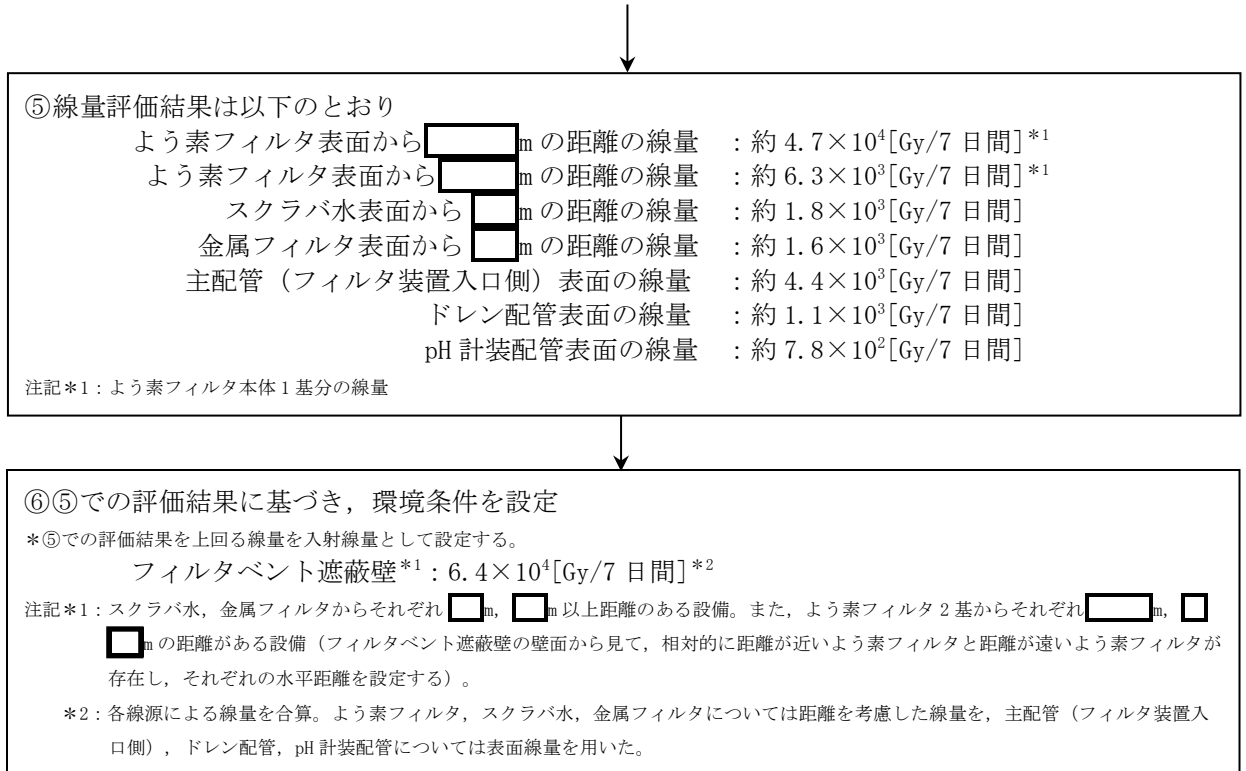 ⑤線量評価結果は以下のとおり
よう素フィルタ表面から m の距離の線量 ：約 4.7×10⁴[Gy/7 日間]*¹
よう素フィルタ表面から m の距離の線量 ：約 6.3×10³[Gy/7 日間]*¹
スクラバ水表面から m の距離の線量 ：約 1.8×10³[Gy/7 日間]
金属フィルタ表面から m の距離の線量 ：約 1.6×10³[Gy/7 日間]
主配管（フィルタ装置入口側）表面の線量 ：約 4.4×10³[Gy/7 日間]
ドレン配管表面の線量 ：約 1.1×10³[Gy/7 日間]
pH 計装配管表面の線量 ：約 7.8×10²[Gy/7 日間]
注記＊1：よう素フィルタ本体 1 基分の線量
⑥⑤での評価結果に基づき，環境条件を設定
＊⑤での評価結果を上回る線量を入射線量として設定する。
フィルタベント遮蔽壁*¹：6.4×10⁴[Gy/7 日間]*²
注記＊1：スクラバ水，金属フィルタからそれぞれ m， m 以上距離のある設備。また，よう素フィルタ 2 基からそれぞれ m，
m の距離がある設備（フィルタベント遮蔽壁の壁面から見て，相対的に距離が近いよう素フィルタと距離が遠いよう素フィルタが
存在し，それぞれの水平距離を設定する）。
＊2：各線源による線量を合算。よう素フィルタ，スクラバ水，金属フィルタについては距離を考慮した線量を，主配管（フィルタ装置入
口側），ドレン配管，pH 計装配管については表面線量を用いた。